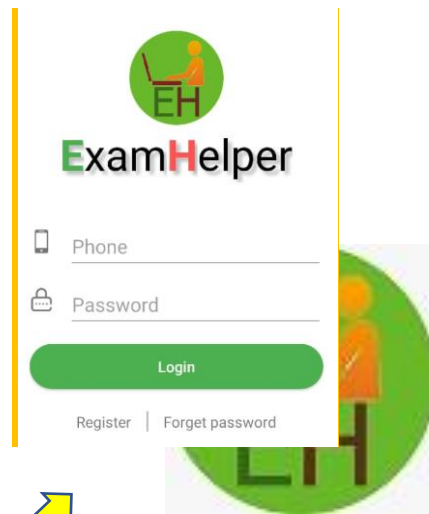 EH
ExamHelper
Phone
Password
Login
Register | Forget password
EH